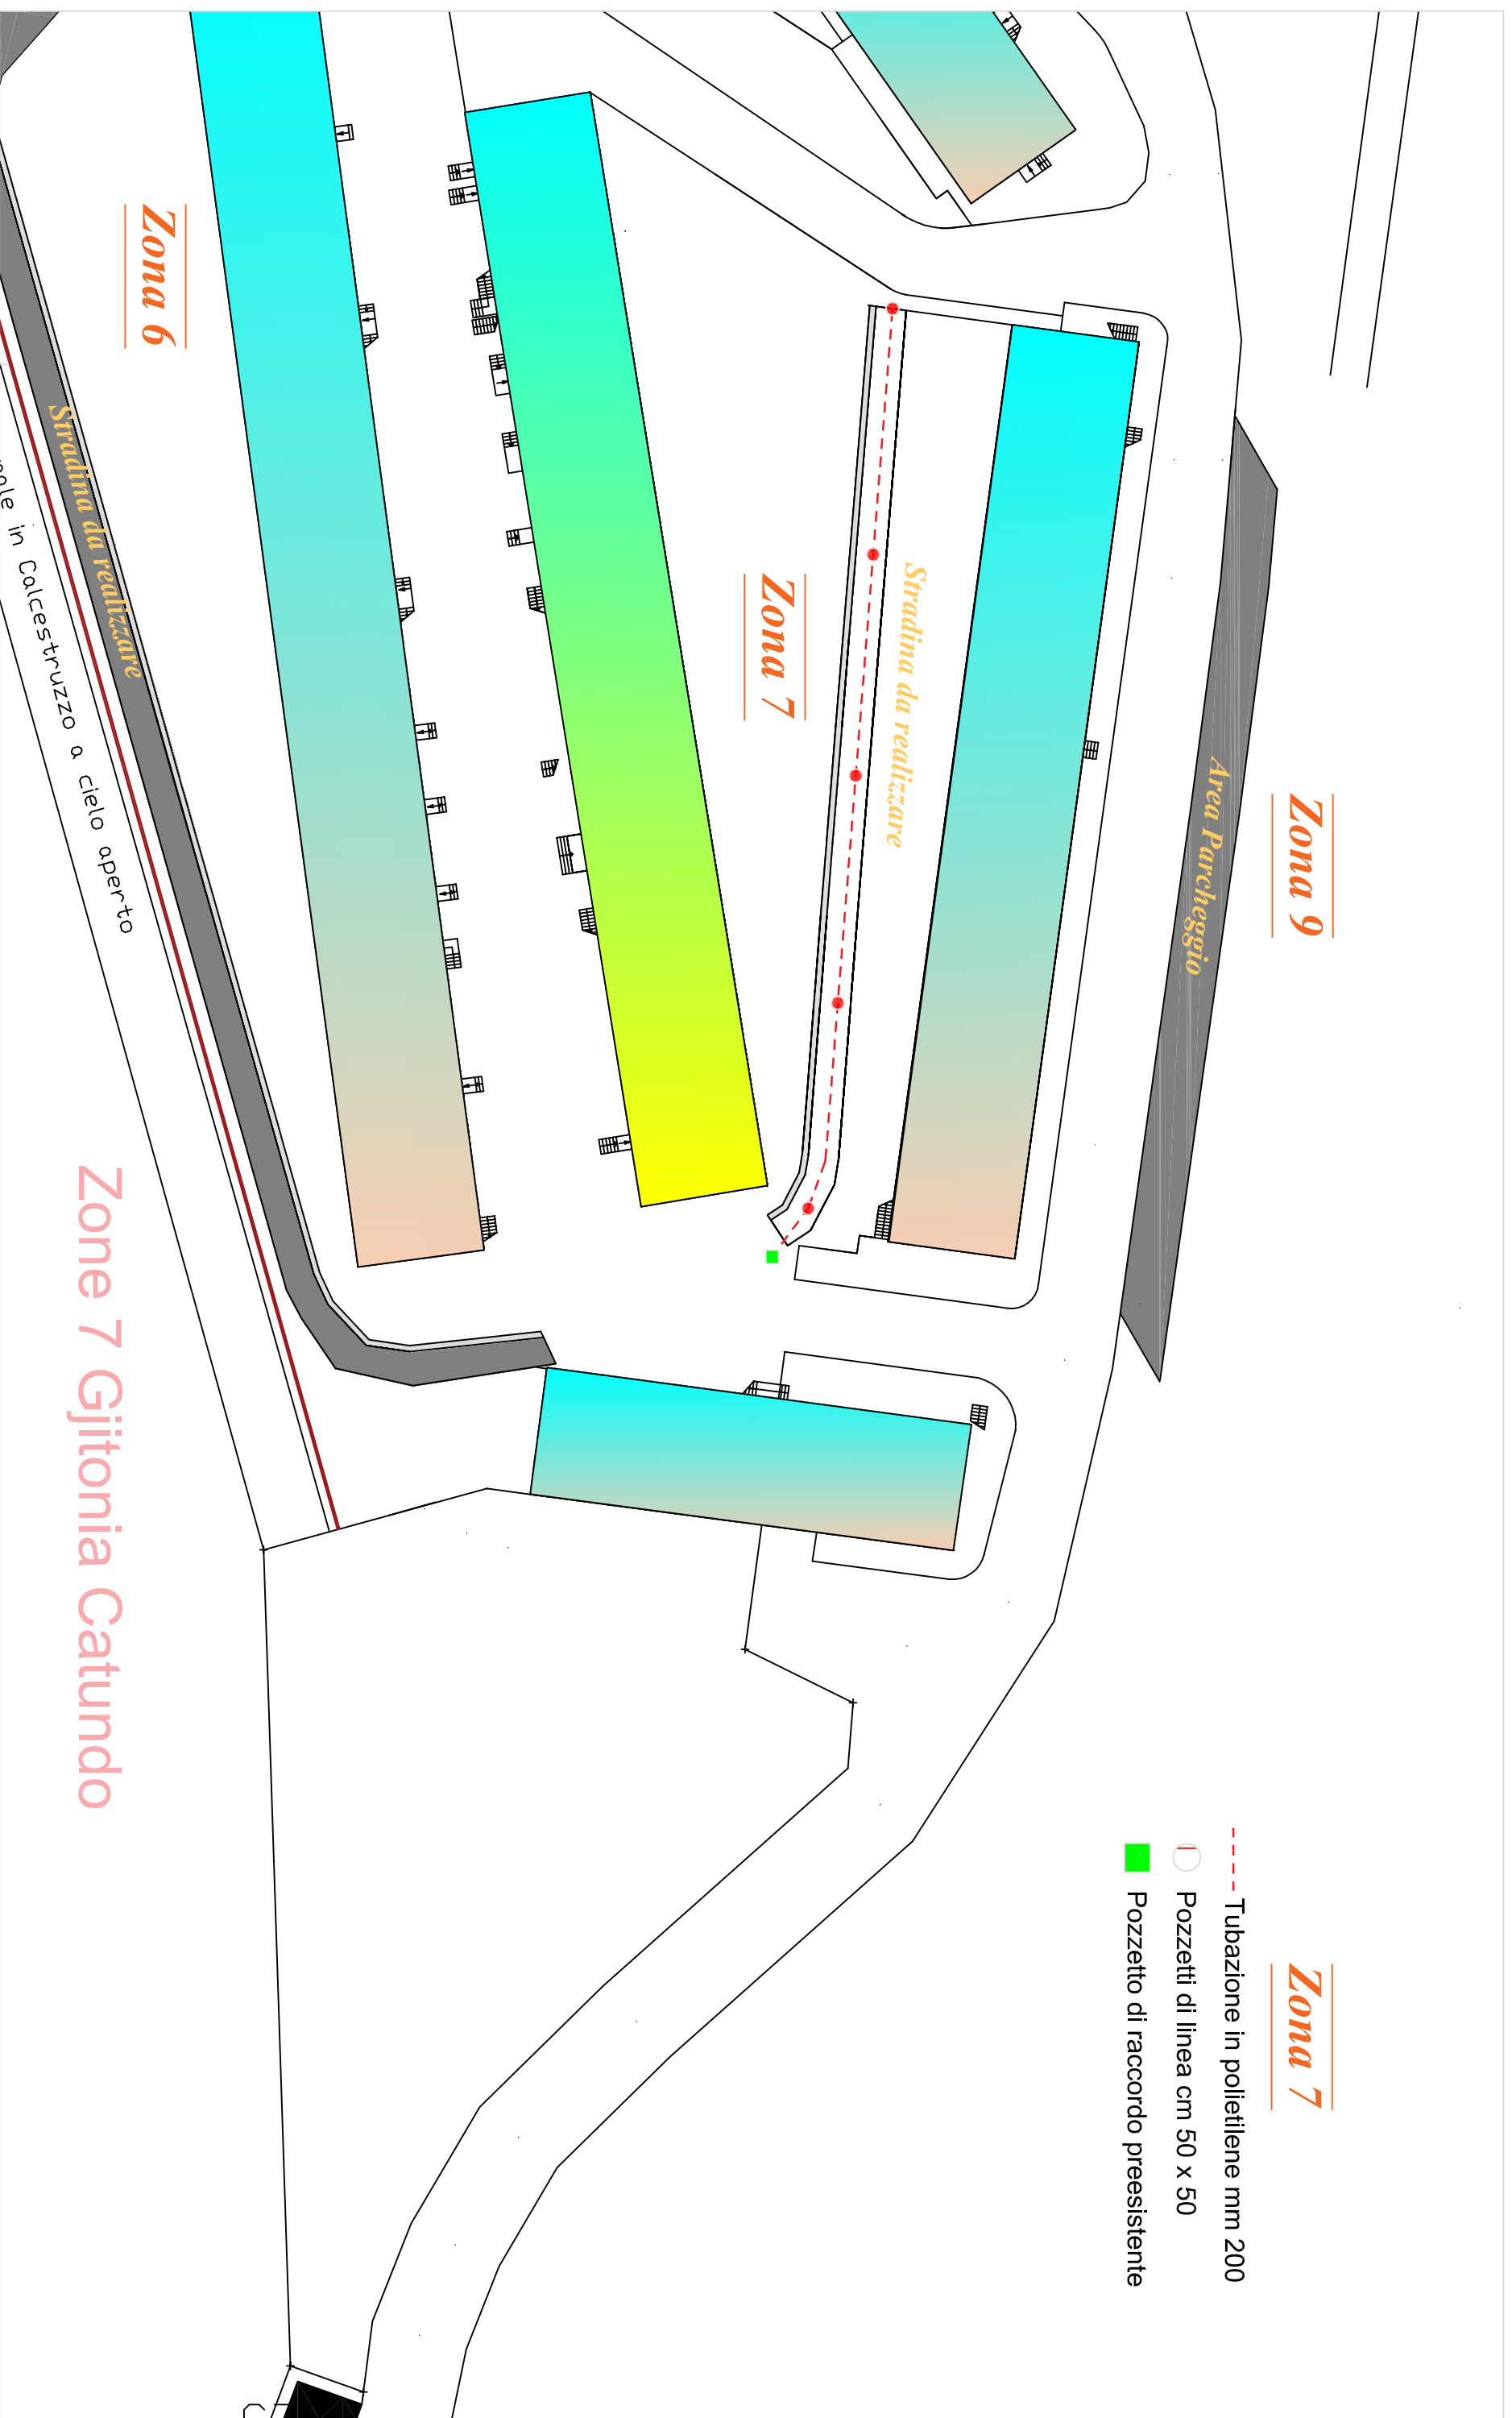 Zona 9
Area Parcheggio
Stradina da realizzare
Zona 7
Zona 6
Stradina da realizzare
in Calcestruzzo a cielo aperto
Zone 7 Gjitonia Catundo
Zona 7
Tubazione in polietilene mm 200
Pozzetti di linea cm 50 x 50
Pozzetto di raccordo preesistente